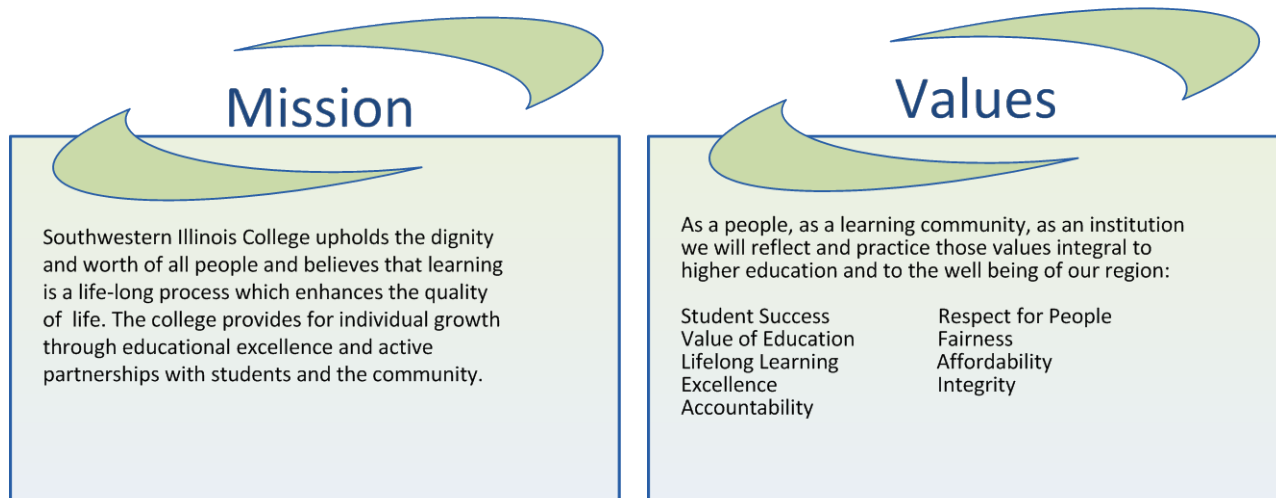 Mission
Southwestern Illinois College upholds the dignity
and worth of all people and believes that learning
is a life-long process which enhances the quality
of  life. The college provides for individual growth
through educational excellence and active
partnerships with students and the community.
Values
As a people, as a learning community, as an institution
we will reflect and practice those values integral to
higher education and to the well being of our region:
Student Success
Value of Education
Lifelong Learning
Excellence
Accountability
Respect for People
Fairness
Affordability
Integrity